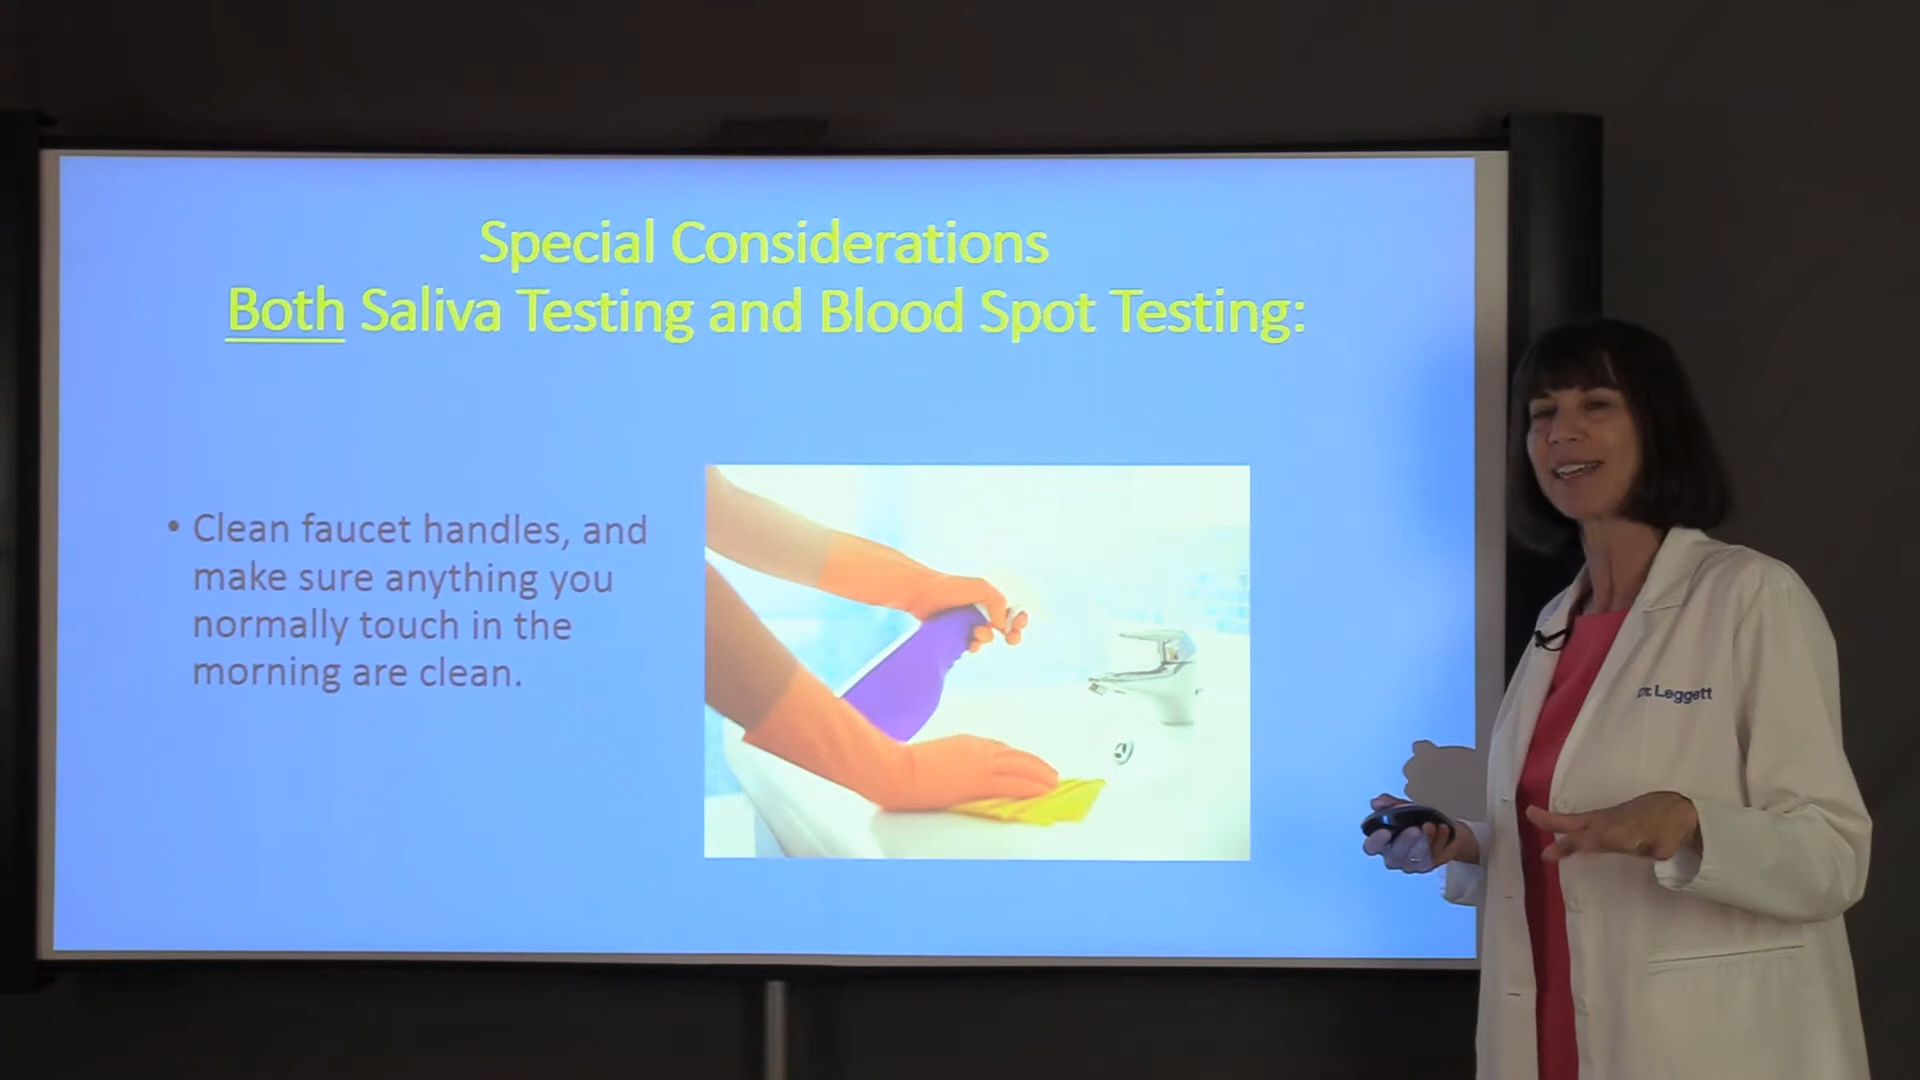 Special Considerations
Both Saliva Testing and Blood Spot Testing:
• Clean faucet handles, and
make sure anything you
normally touch in the
morning are clean.
Dr. Leggett